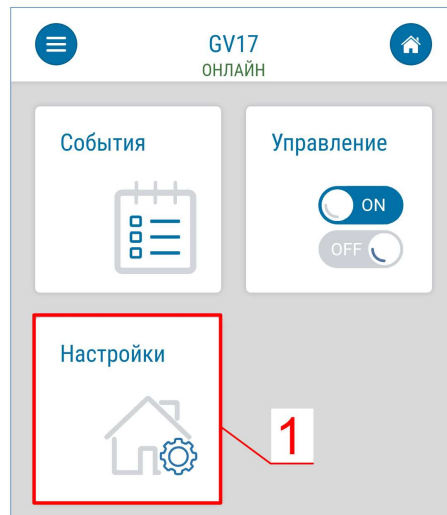 GV17
ОНЛАЙН
События
Управление
ON
OFF
Настройки
1